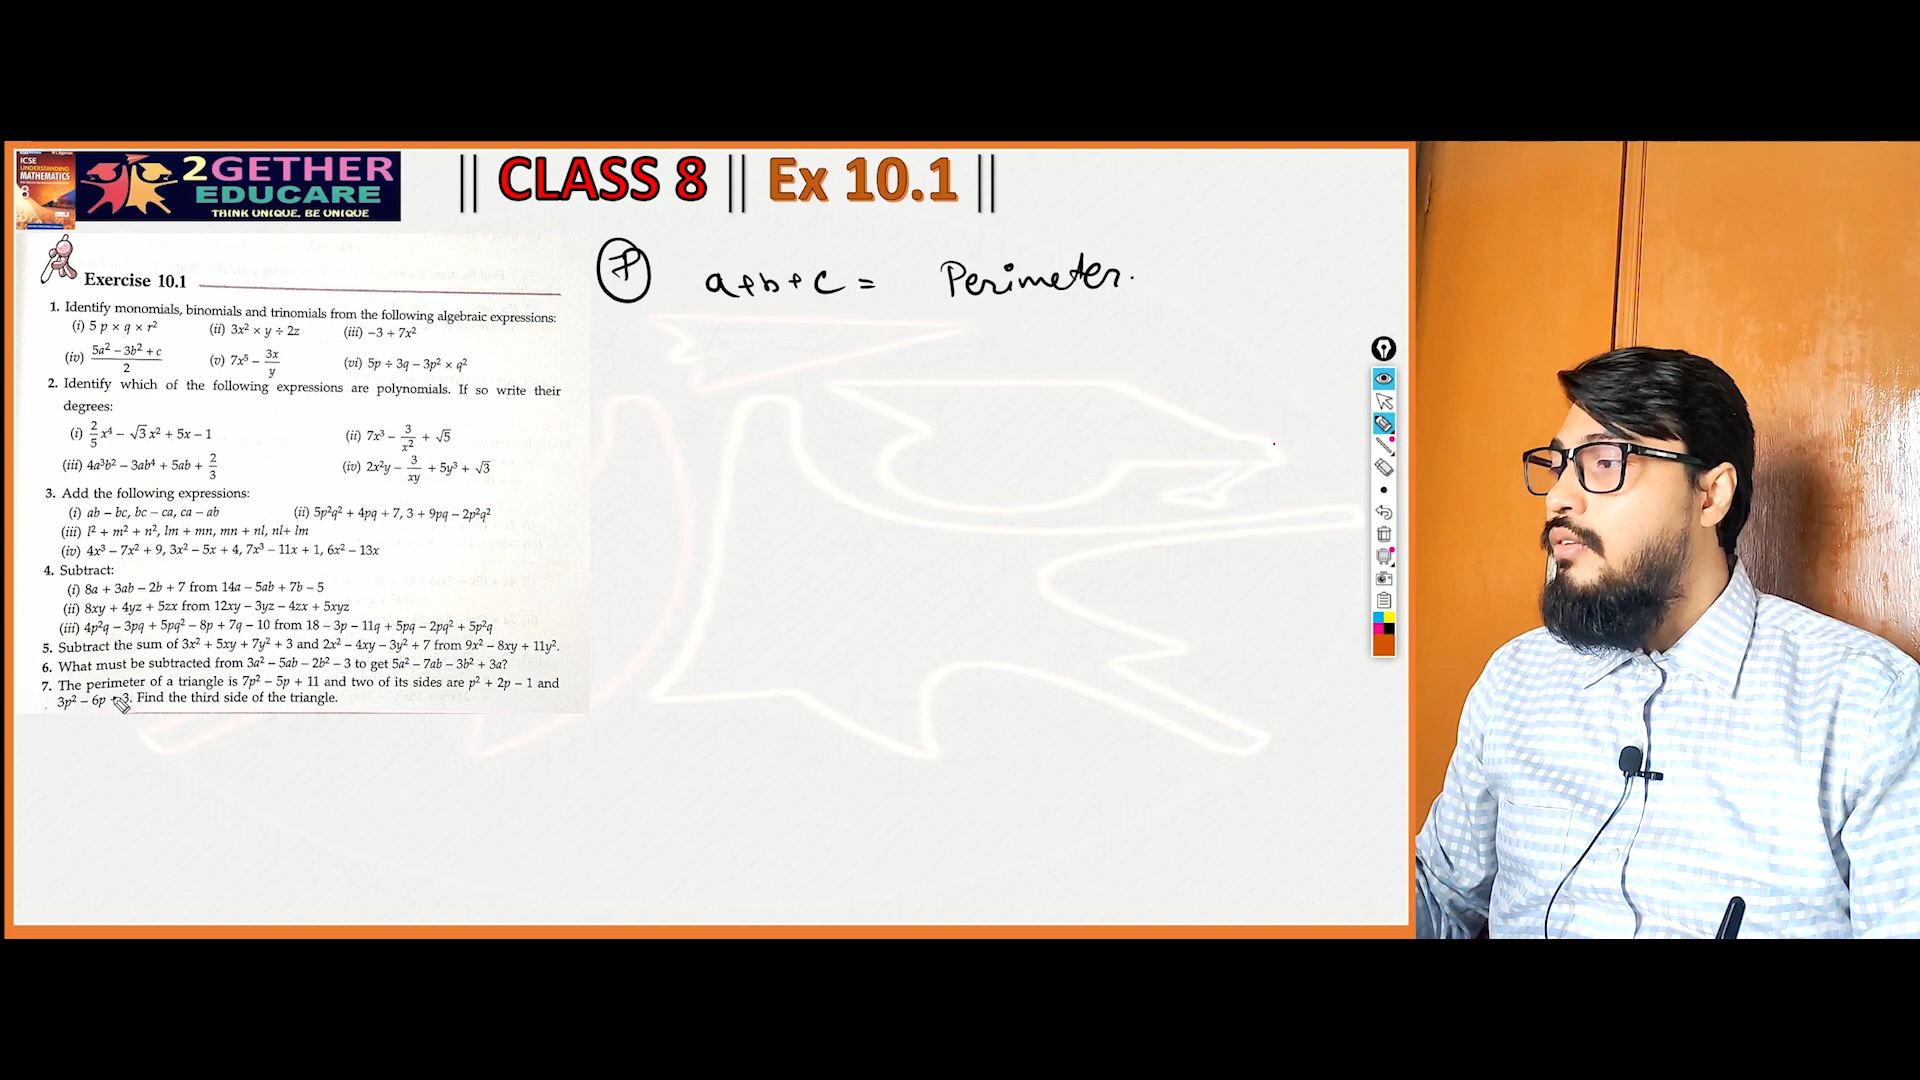 ICSE
UNDERSTANDING
MATHEMATICS
8
2GETHER
EDUCARE
THINK UNIQUE. BE UNIQUE
|| CLASS 8 || Ex 10.1 ||
Exercise 10.1
1. Identify monomials, binomials and trinomials from the following algebraic expressions:
(i) 5 p × q × r² (ii) 3x² × y ÷ 2z (iii) −3 + 7x²
(iv) (5a² − 3b² + c)/2 (v) 7x⁵ − 3x/y (vi) 5p ÷ 3q − 3p² × q²
2. Identify which of the following expressions are polynomials. If so write their
degrees:
(i) 2/5 x⁴ − √3 x² + 5x − 1 (ii) 7x³ − 3/x² + √5
(iii) 4a³b² − 3ab⁴ + 5ab + 2/3 (iv) 2x²y − 3/xy + 5y³ + √3
3. Add the following expressions:
(i) ab − bc, bc − ca, ca − ab (ii) 5p²q² + 4pq + 7, 3 + 9pq − 2p²q²
(iii) l² + m² + n², lm + mn, mn + nl, nl + lm
(iv) 4x³ − 7x² + 9, 3x² − 5x + 4, 7x³ − 11x + 1, 6x² − 13x
4. Subtract:
(i) 8a + 3ab − 2b + 7 from 14a − 5ab + 7b − 5
(ii) 8xy + 4yz + 5zx from 12xy − 3yz − 4zx + 5xyz
(iii) 4p²q − 3pq + 5pq² − 8p + 7q − 10 from 18 − 3p − 11q + 5pq − 2pq² + 5p²q
5. Subtract the sum of 3x² + 5xy + 7y² + 3 and 2x² − 4xy − 3y² + 7 from 9x² − 8xy + 11y².
6. What must be subtracted from 3a² − 5ab − 2b² − 3 to get 5a² − 7ab − 3b² + 3a?
7. The perimeter of a triangle is 7p² − 5p + 11 and two of its sides are p² + 2p − 1 and
3p² − 6p + 3. Find the third side of the triangle.
7 a+b+c = Perimeter.